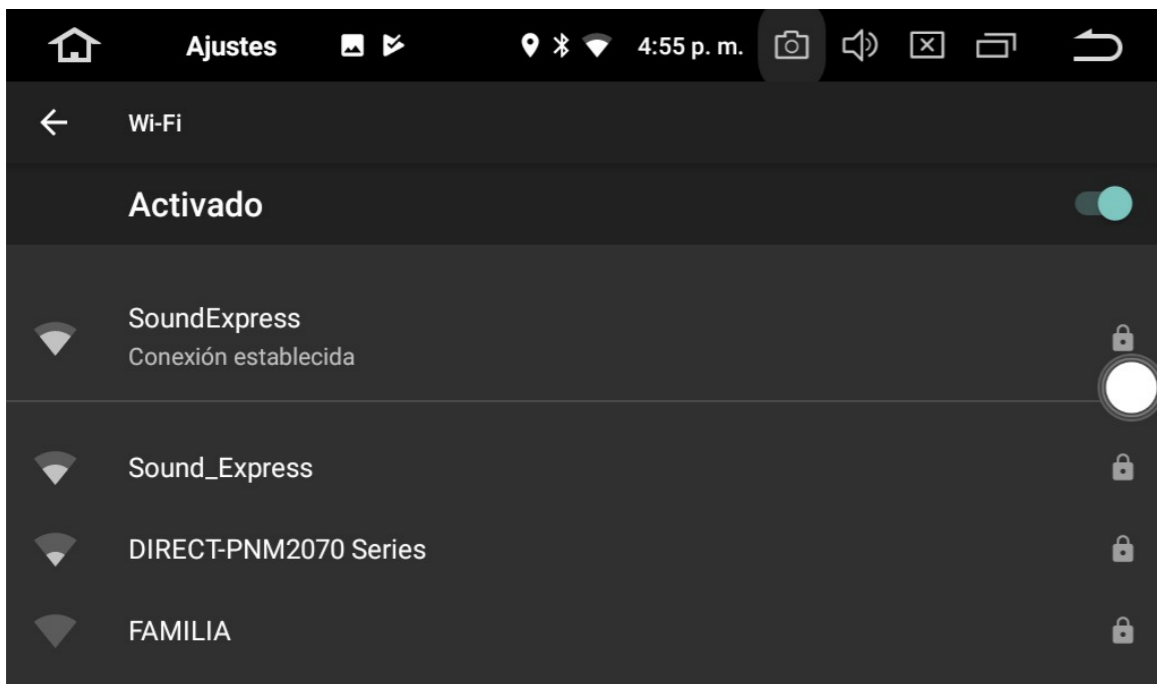 Ajustes 4:55 p. m.
Wi-Fi
Activado
SoundExpress
Conexión establecida
Sound_Express
DIRECT-PNM2070 Series
FAMILIA